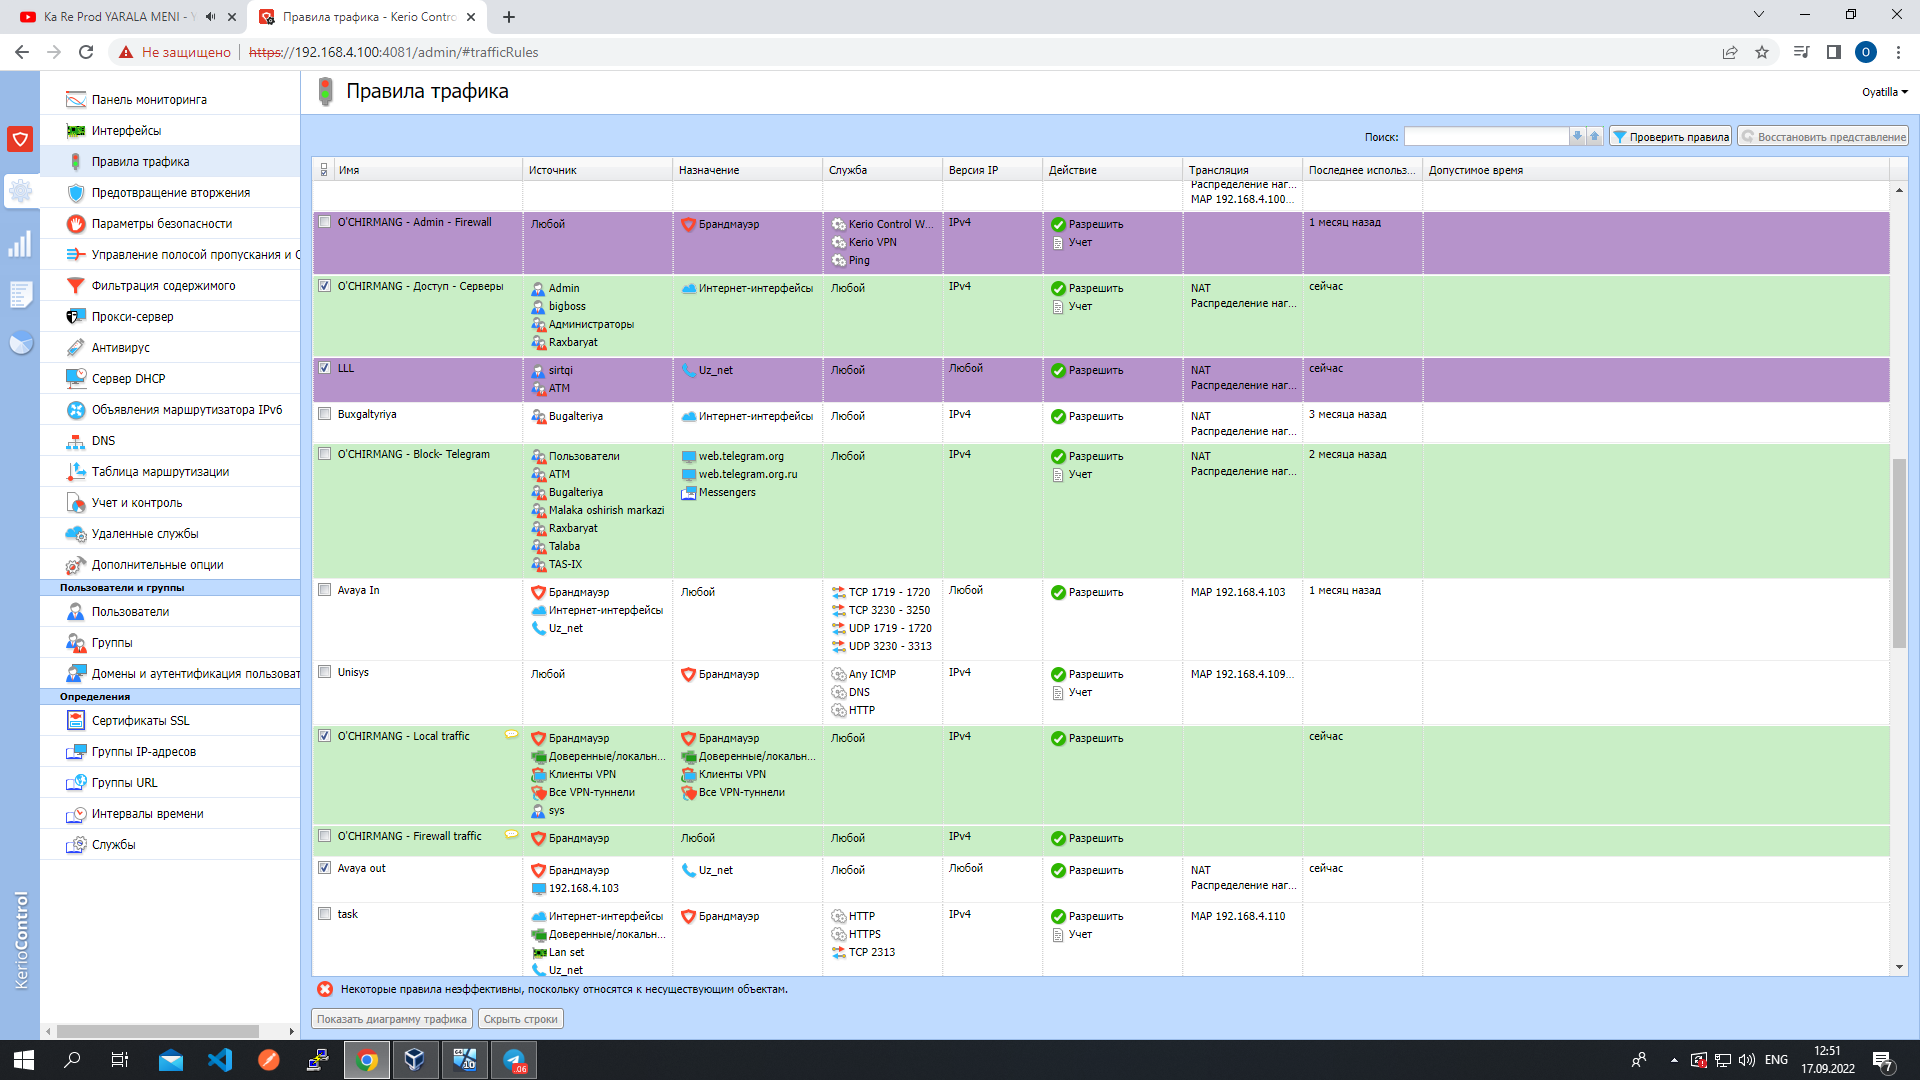 Ka Re Prod YARALA MENI - Y
Правила трафика - Kerio Contro
Не защищено
https://192.168.4.100:4081/admin/#trafficRules
O
Панель мониторинга
Интерфейсы
Правила трафика
Предотвращение вторжения
Параметры безопасности
Управление полосой пропускания и С
Фильтрация содержимого
Прокси-сервер
Антивирус
Сервер DHCP
Объявления маршрутизатора IPv6
DNS
Таблица маршрутизации
Учет и контроль
Удаленные службы
Дополнительные опции
Пользователи и группы
Пользователи
Группы
Домены и аутентификация пользоват
Определения
Сертификаты SSL
Группы IP-адресов
Группы URL
Интервалы времени
Службы
KerioControl
Правила трафика
Oyatilla
Поиск:
Проверить правила
Восстановить представление
Имя Источник Назначение Служба Версия IP Действие Трансляция Последнее использ... Допустимое время
Распределение наг...
MAP 192.168.4.100...
O'CHIRMANG - Admin - Firewall Любой Брандмауэр Kerio Control W... IPv4 Разрешить 1 месяц назад
Kerio VPN Учет
Ping
O'CHIRMANG - Доступ - Серверы Admin Интернет-интерфейсы Любой IPv4 Разрешить NAT сейчас
bigboss Учет Распределение наг...
Администраторы
Raxbaryat
LLL sirtqi Uz_net Любой Любой Разрешить NAT сейчас
ATM Распределение наг...
Buxgaltyriya Bugalteriya Интернет-интерфейсы Любой IPv4 Разрешить NAT 3 месяца назад
Распределение наг...
O'CHIRMANG - Block- Telegram Пользователи web.telegram.org Любой IPv4 Разрешить NAT 2 месяца назад
ATM web.telegram.org.ru Учет Распределение наг...
Bugalteriya Messengers
Malaka oshirish markazi
Raxbaryat
Talaba
TAS-IX
Avaya In Брандмауэр Любой TCP 1719 - 1720 Любой Разрешить MAP 192.168.4.103 1 месяц назад
Интернет-интерфейсы TCP 3230 - 3250
Uz_net UDP 1719 - 1720
UDP 3230 - 3313
Unisys Любой Брандмауэр Any ICMP IPv4 Разрешить MAP 192.168.4.109...
DNS Учет
HTTP
O'CHIRMANG - Local traffic Брандмауэр Брандмауэр Любой IPv4 Разрешить сейчас
Доверенные/локальн... Доверенные/локальн...
Клиенты VPN Клиенты VPN
Все VPN-туннели Все VPN-туннели
sys
O'CHIRMANG - Firewall traffic Брандмауэр Любой Любой IPv4 Разрешить
Avaya out Брандмауэр Uz_net Любой Любой Разрешить NAT сейчас
192.168.4.103 Распределение наг...
task Интернет-интерфейсы Брандмауэр HTTP IPv4 Разрешить MAP 192.168.4.110
Доверенные/локальн... HTTPS Учет
Lan set TCP 2313
Uz_net
Некоторые правила неэффективны, поскольку относятся к несуществующим объектам.
Показать диаграмму трафика
Скрыть строки
64
10
.06
ENG
12:51
17.09.2022
7